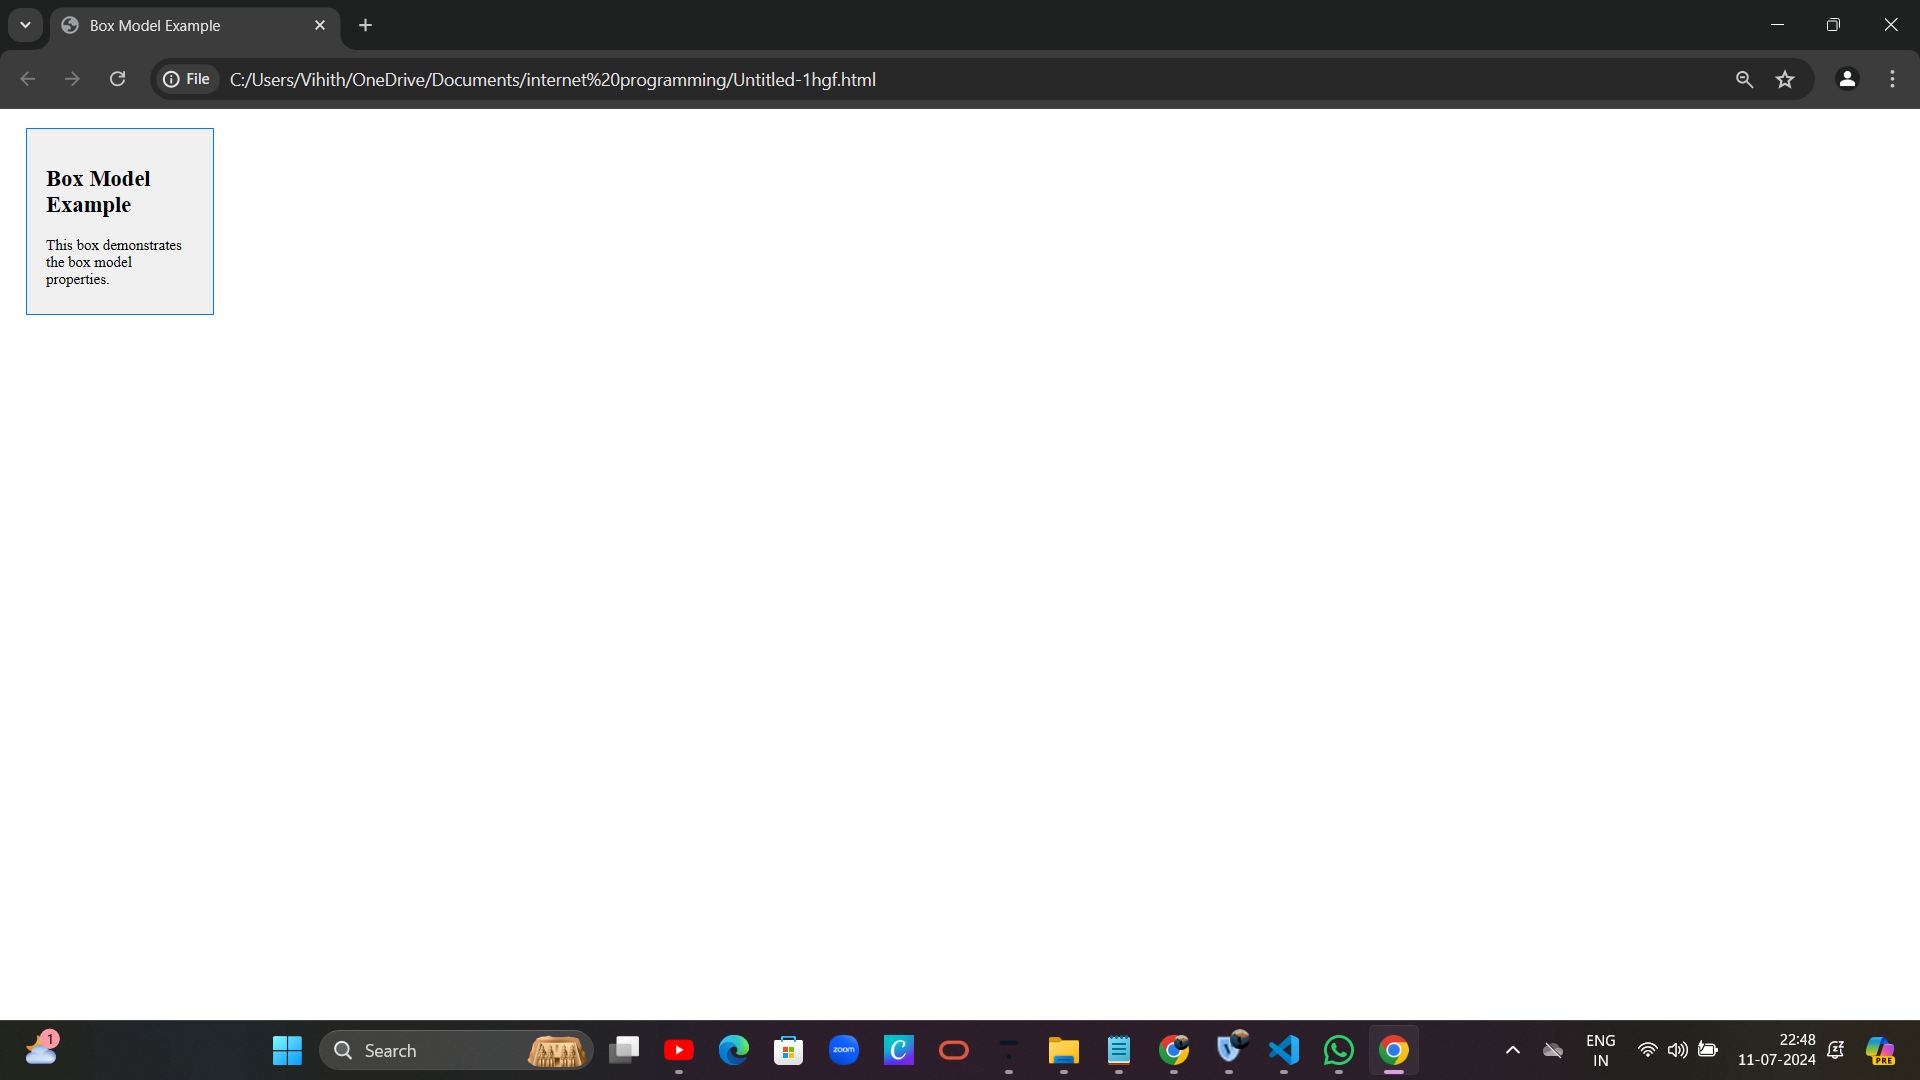 Box Model Example
File
C:/Users/Vihith/OneDrive/Documents/internet%20programming/Untitled-1hgf.html
Box Model
Example
This box demonstrates
the box model
properties.
1
Search
zoom
C
ENG
IN
22:48
11-07-2024
PRE